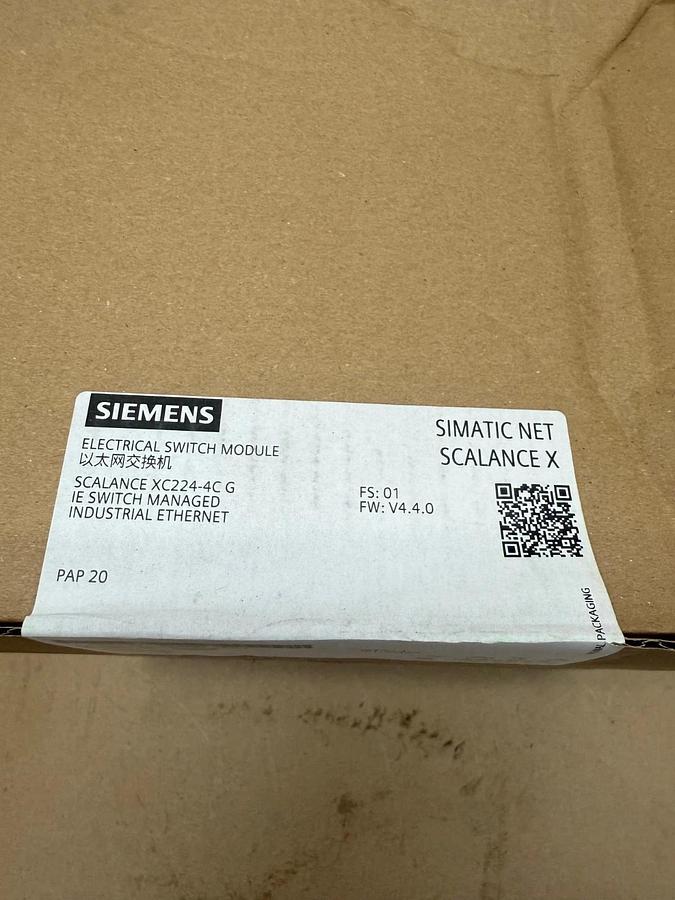 SIEMENS
SIMATIC NET
SCALANCE X
ELECTRICAL SWITCH MODULE
以太网交换机
SCALANCE XC224-4C G
IE SWITCH MANAGED
INDUSTRIAL ETHERNET
FS: 01
FW: V4.4.0
PAP 20
PACKAGING